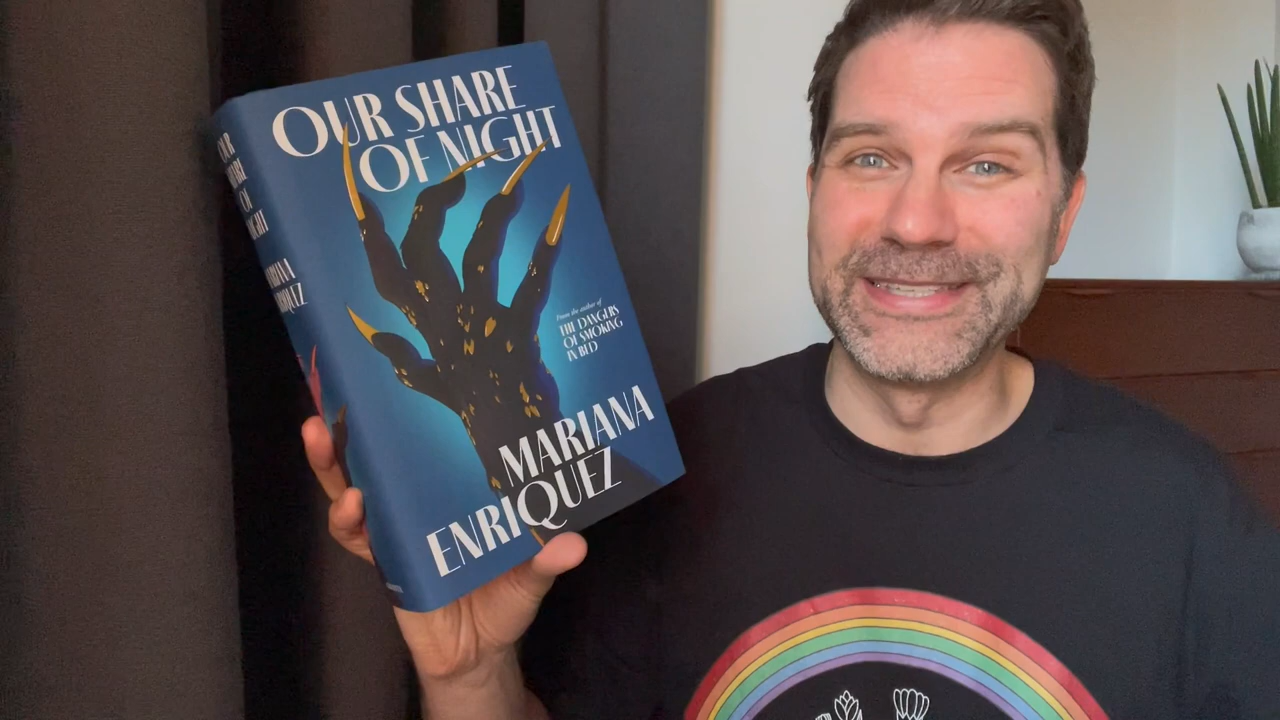 OUR SHARE
OF NIGHT
From the author of
THE DANGERS
OF SMOKING
IN BED
MARIANA
ENRIQUEZ
OUR
SHARE
OF
NIGHT
MARIANA
ENRIQUEZ